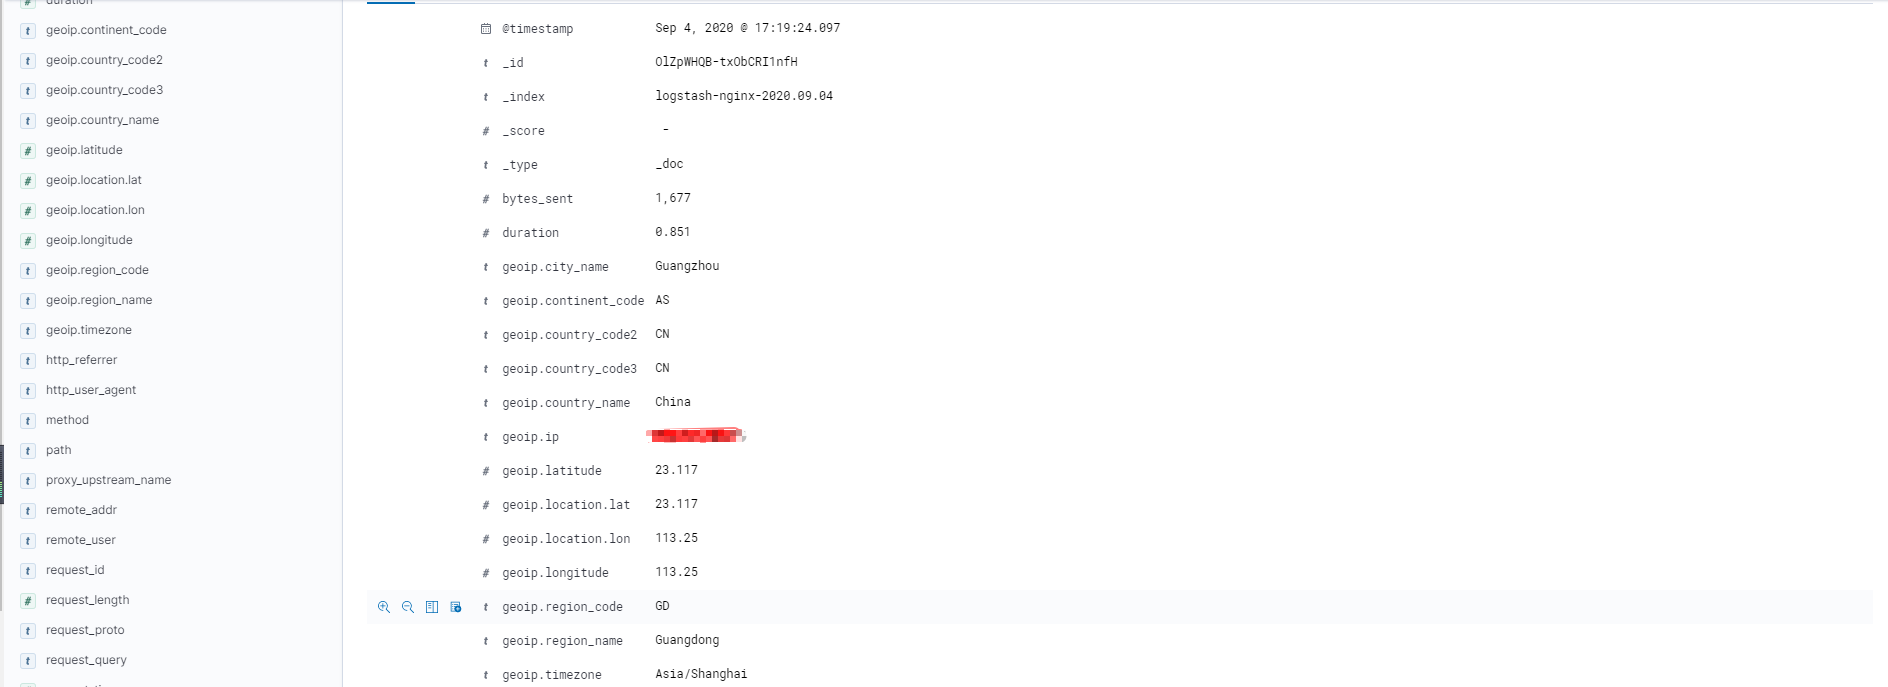 duration
geoip.continent_code
geoip.country_code2
geoip.country_code3
geoip.country_name
geoip.latitude
geoip.location.lat
geoip.location.lon
geoip.longitude
geoip.region_code
geoip.region_name
geoip.timezone
http_referrer
http_user_agent
method
path
proxy_upstream_name
remote_addr
remote_user
request_id
request_length
request_proto
request_query
@timestamp Sep 4, 2020 @ 17:19:24.097
t _id OlZpWHQB-txObCRI1nfH
t _index logstash-nginx-2020.09.04
# _score -
t _type _doc
# bytes_sent 1,677
# duration 0.851
t geoip.city_name Guangzhou
t geoip.continent_code AS
t geoip.country_code2 CN
t geoip.country_code3 CN
t geoip.country_name China
t geoip.ip
# geoip.latitude 23.117
# geoip.location.lat 23.117
# geoip.location.lon 113.25
# geoip.longitude 113.25
t geoip.region_code GD
t geoip.region_name Guangdong
t geoip.timezone Asia/Shanghai